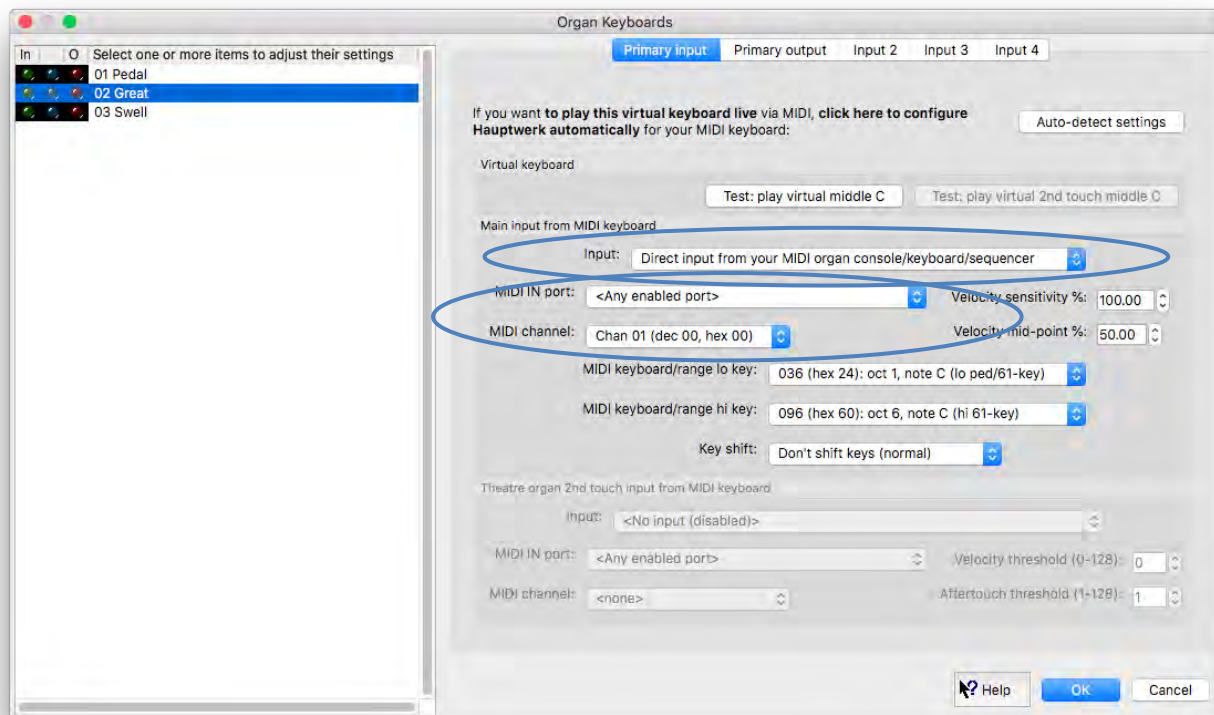 Organ Keyboards
In O Select one or more items to adjust their settings
01 Pedal
02 Great
03 Swell
Primary input Primary output Input 2 Input 3 Input 4
If you want to play this virtual keyboard live via MIDI, click here to configure
Hauptwerk automatically for your MIDI keyboard:
Auto-detect settings
Virtual keyboard
Test: play virtual middle C Test: play virtual 2nd touch middle C
Main input from MIDI keyboard
Input: Direct input from your MIDI organ console/keyboard/sequencer
MIDI IN port: <Any enabled port> Velocity sensitivity %: 100.00
MIDI channel: Chan 01 (dec 00, hex 00) Velocity mid-point %: 50.00
MIDI keyboard/range lo key: 036 (hex 24): oct 1, note C (lo ped/61-key)
MIDI keyboard/range hi key: 096 (hex 60): oct 6, note C (hi 61-key)
Key shift: Don't shift keys (normal)
Theatre organ 2nd touch input from MIDI keyboard
Input: <No input (disabled)>
MIDI IN port: <Any enabled port> Velocity threshold (0-128): 0
MIDI channel: <none> Aftertouch threshold (1-128): 1
? Help OK Cancel